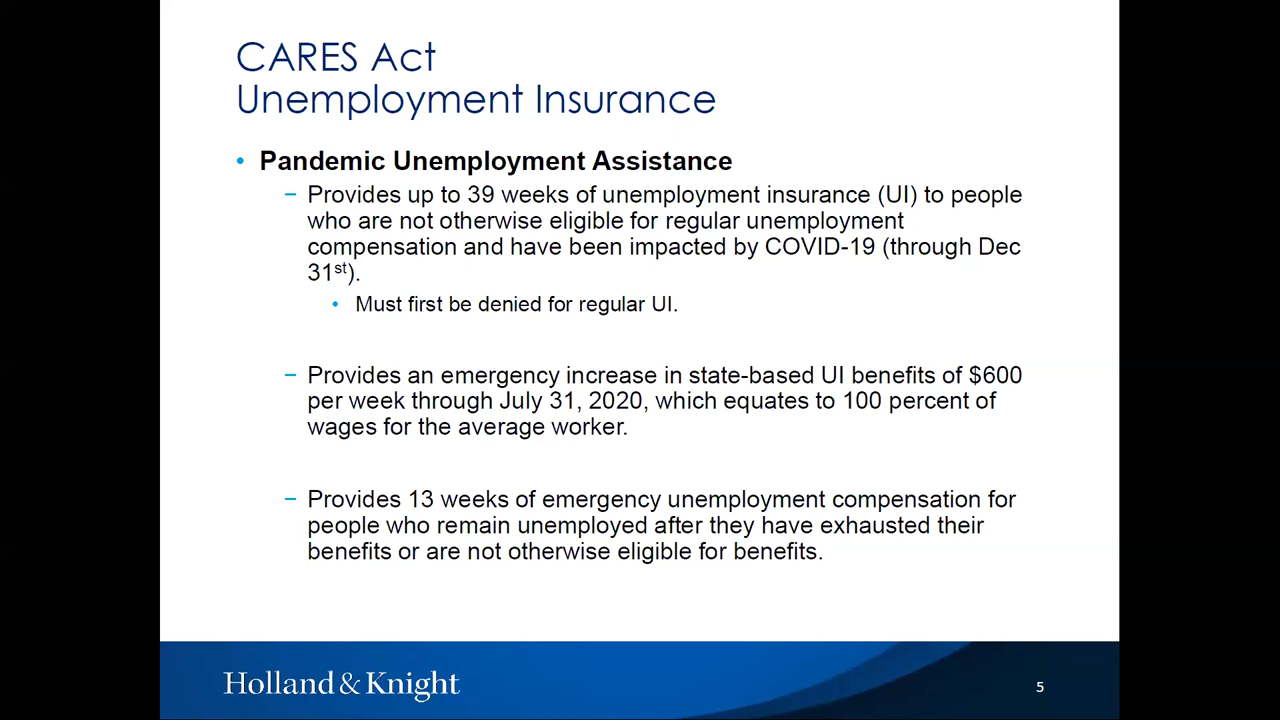 CARES Act
Unemployment Insurance
• Pandemic Unemployment Assistance
− Provides up to 39 weeks of unemployment insurance (UI) to people
who are not otherwise eligible for regular unemployment
compensation and have been impacted by COVID-19 (through Dec
31st).
• Must first be denied for regular UI.
− Provides an emergency increase in state-based UI benefits of $600
per week through July 31, 2020, which equates to 100 percent of
wages for the average worker.
− Provides 13 weeks of emergency unemployment compensation for
people who remain unemployed after they have exhausted their
benefits or are not otherwise eligible for benefits.
Holland & Knight
5